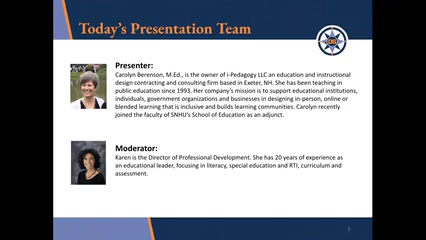 Today's Presentation Team
Presenter:
Carolyn Berenson, M.Ed., is the owner of i-Pedagogy LLC an education and instructional
design contracting and consulting firm based in Exeter, NH. She has been teaching in
public education since 1993. Her company's mission is to support educational institutions,
individuals, government organizations and businesses in designing in-person, online or
blended learning that is inclusive and builds learning communities. Carolyn recently
joined the faculty of SNHU's School of Education as an adjunct.
Moderator:
Karen is the Director of Professional Development. She has 20 years of experience as
an educational leader, focusing in literacy, special education and RTI, curriculum and
assessment.